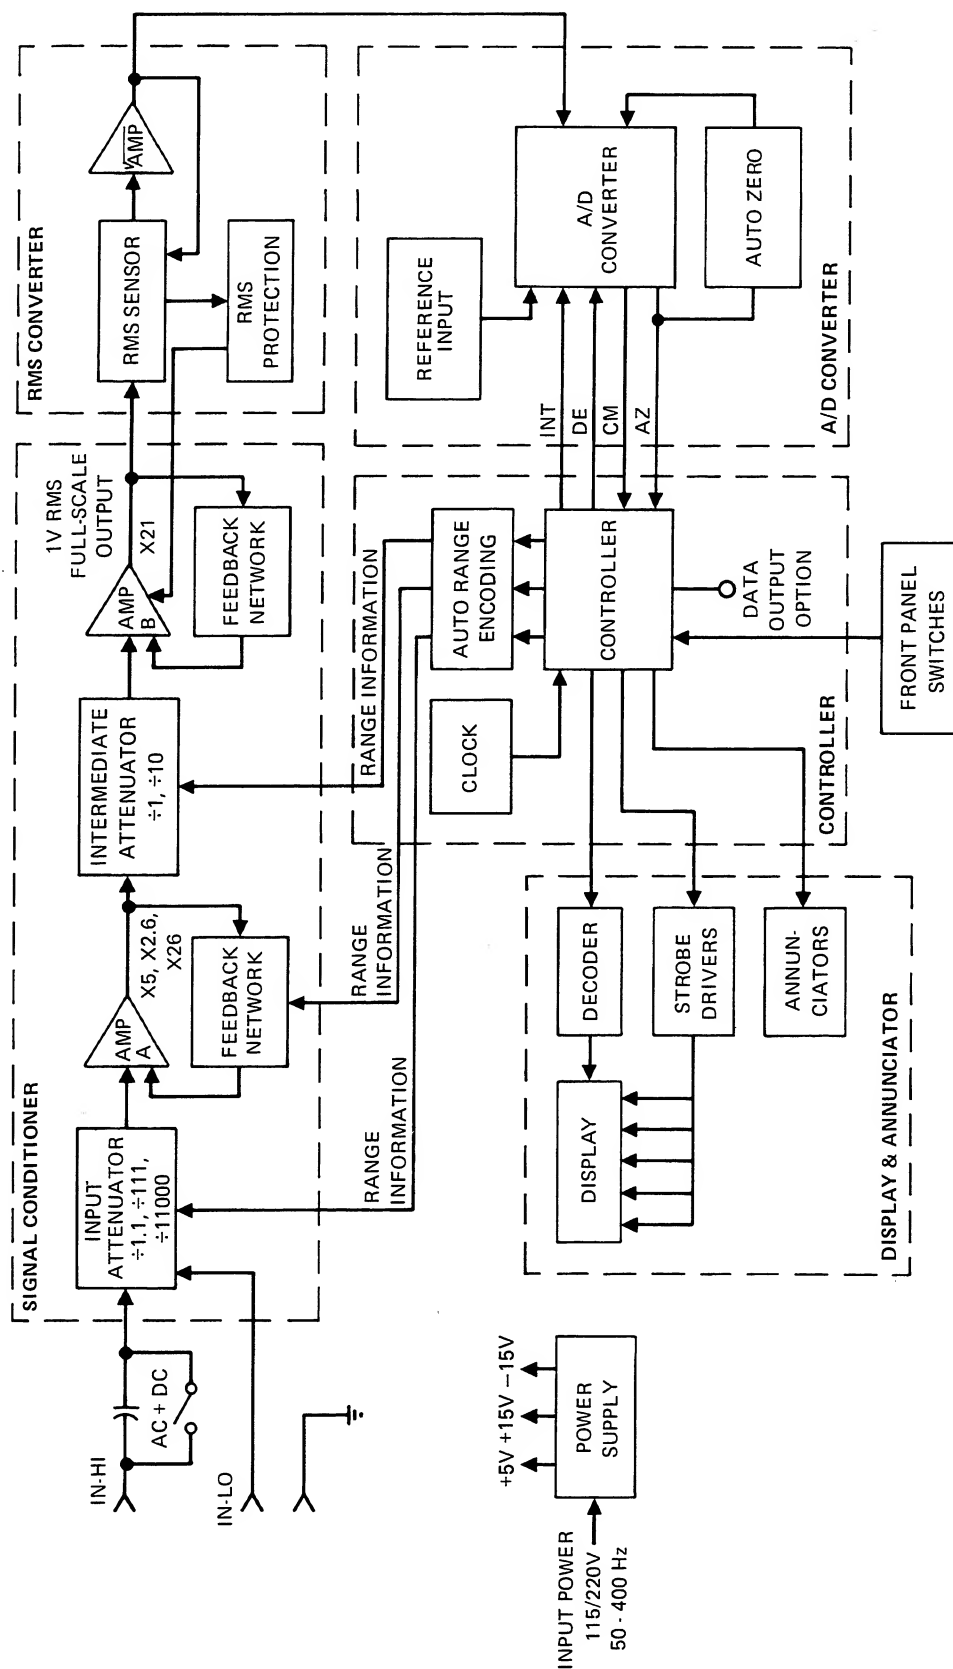 SIGNAL CONDITIONER
IN-HI
AC + DC
IN-LO
INPUT
ATTENUATOR
÷1.1, ÷111,
÷11000
AMP
A
X5, X2.6,
X26
FEEDBACK
NETWORK
INTERMEDIATE
ATTENUATOR
÷1, ÷10
AMP
B
1V RMS
FULL-SCALE
OUTPUT
X21
FEEDBACK
NETWORK
RMS CONVERTER
RMS SENSOR
AMP
RMS
PROTECTION
RANGE
INFORMATION
RANGE
INFORMATION
RANGE INFORMATION
AUTO RANGE
ENCODING
CLOCK
CONTROLLER
DATA
OUTPUT
OPTION
CONTROLLER
FRONT PANEL
SWITCHES
INT
DE
CM
AZ
REFERENCE
INPUT
A/D
CONVERTER
AUTO ZERO
A/D CONVERTER
DECODER
DISPLAY
STROBE
DRIVERS
ANNUN-
CIATORS
DISPLAY & ANNUNCIATOR
+5V +15V –15V
POWER
SUPPLY
INPUT POWER
115/220V
50 - 400 Hz